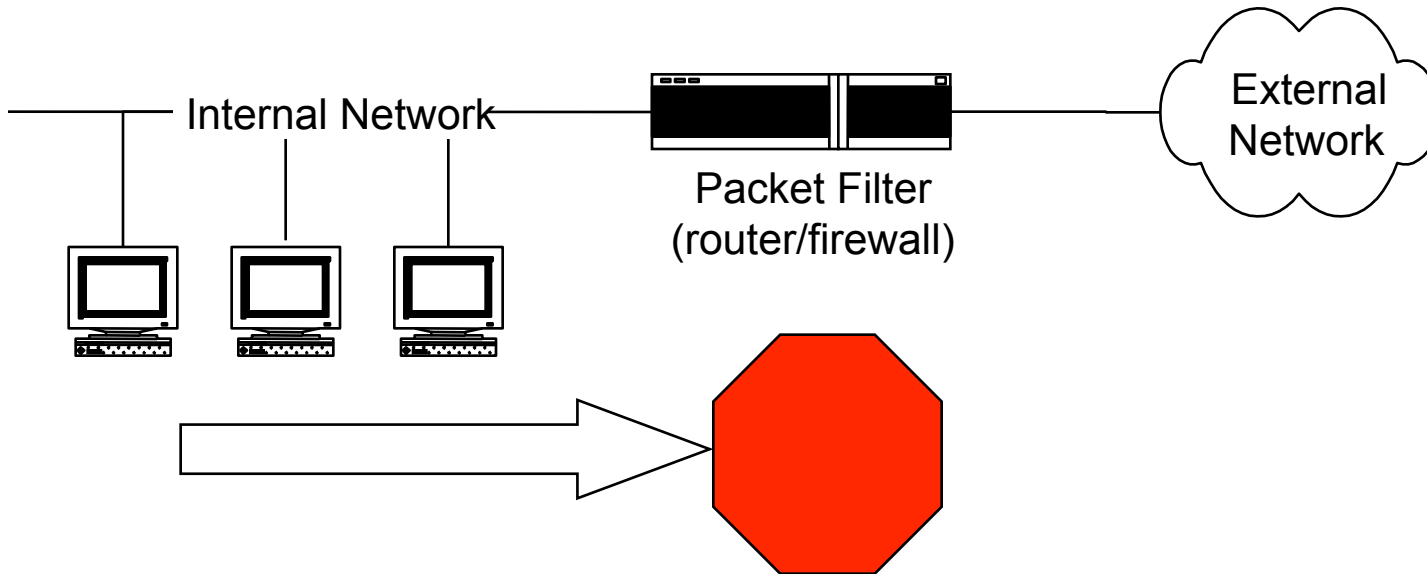 Internal Network
External
Network
Packet Filter
(router/firewall)